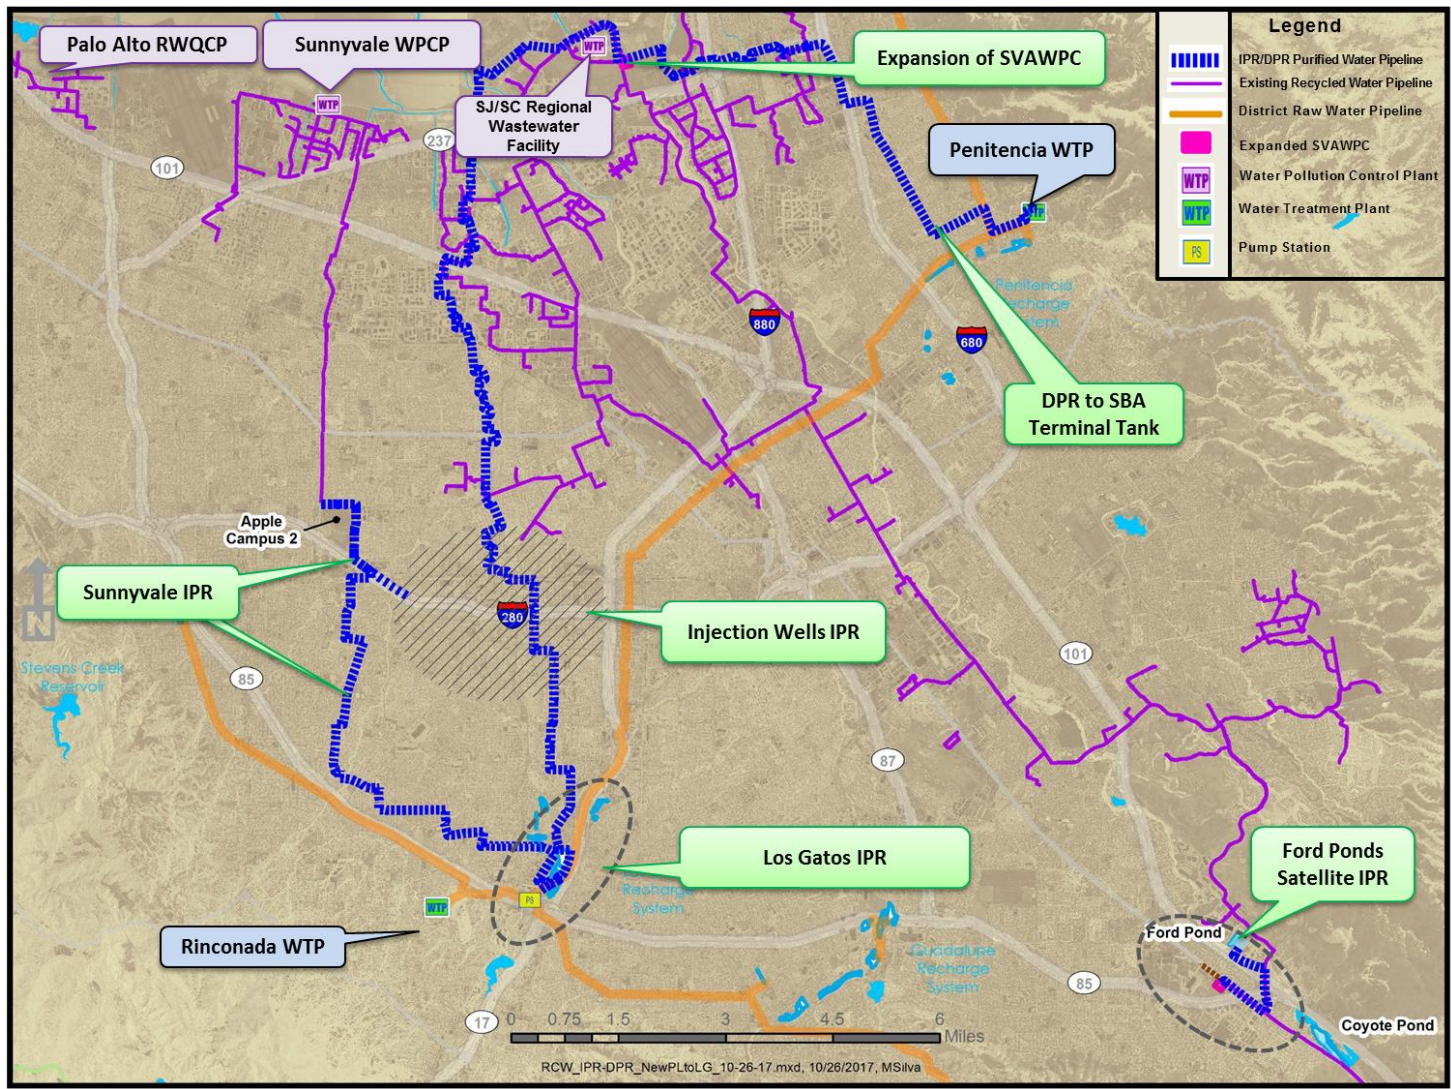 Palo Alto RWQCP
Sunnyvale WPCP
WTP
WTP
SJ/SC Regional
Wastewater
Facility
Expansion of SVAWPC
Penitencia WTP
WTP
237
101
Legend
IPR/DPR Purified Water Pipeline
Existing Recycled Water Pipeline
District Raw Water Pipeline
Expanded SVAWPC
WTP
Water Pollution Control Plant
WTP
Water Treatment Plant
PS
Pump Station
Penitencia
Recharge
System
880
680
DPR to SBA
Terminal Tank
Apple
Campus 2
Sunnyvale IPR
N
280
Injection Wells IPR
Stevens Creek
Reservoir
85
101
87
Los Gatos IPR
Recharge
System
PS
WTP
Rinconada WTP
Ford Ponds
Satellite IPR
Ford Pond
Guadalupe
Recharge
System
85
Coyote Pond
17
0 0.75 1.5 3 4.5 6
Miles
RCW_IPR-DPR_NewPLtoLG_10-26-17.mxd, 10/26/2017, MSilva